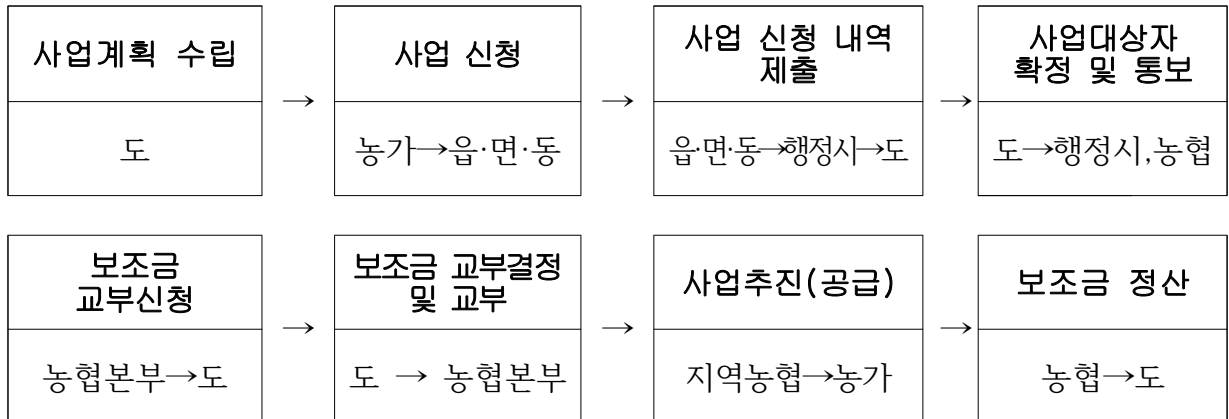 사업계획 수립
도
→
사업 신청
농가→읍·면·동
→
사업 신청 내역
제출
읍·면·동→행정시→도
→
사업대상자
확정 및 통보
도→행정시,농협
보조금
교부신청
농협본부→도
→
보조금 교부결정
및 교부
도 → 농협본부
→
사업추진(공급)
지역농협→농가
→
보조금 정산
농협→도